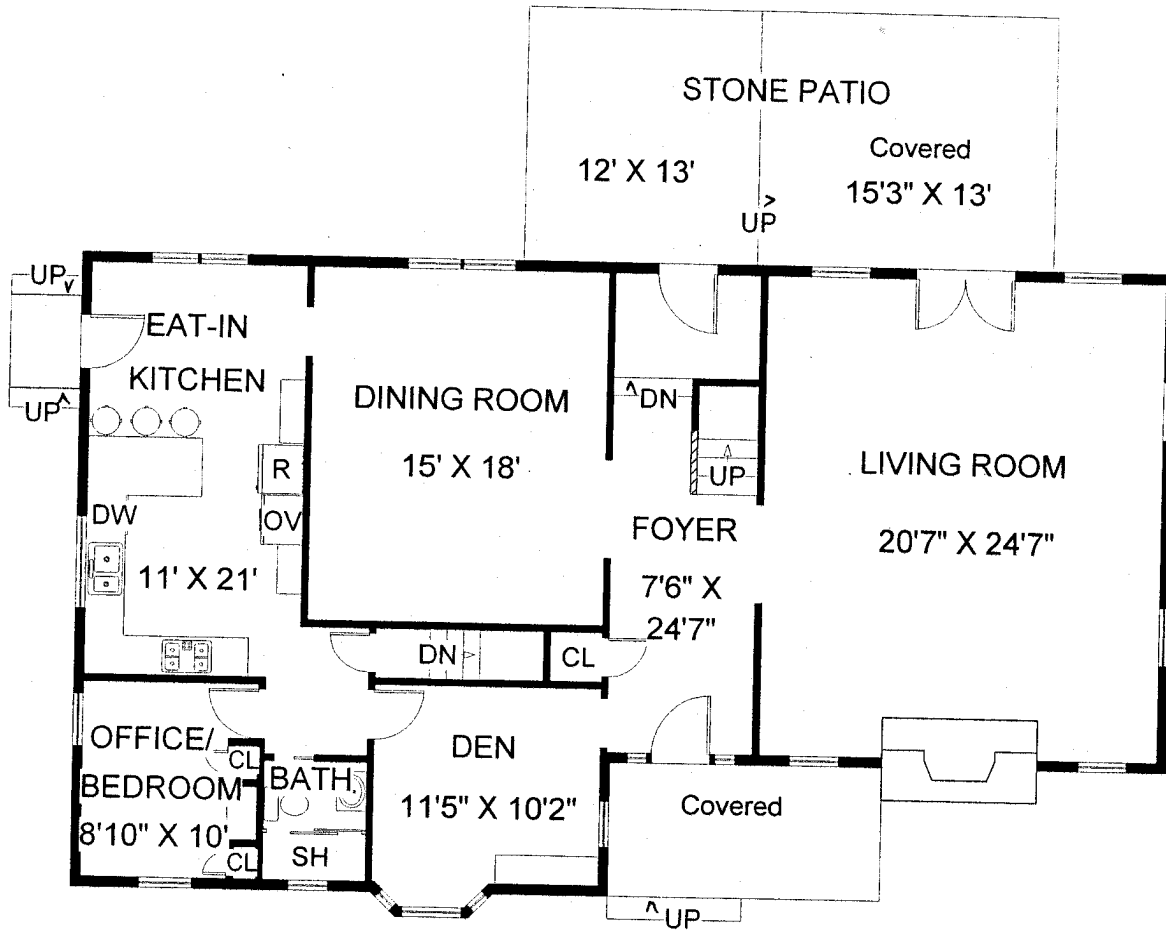 STONE PATIO
Covered
12' X 13'
15'3" X 13'
UP
UP
EAT-IN
KITCHEN
UP
DINING ROOM
15' X 18'
DN
UP
LIVING ROOM
20'7" X 24'7"
R
OV
DW
11' X 21'
FOYER
7'6" X
24'7"
DN
CL
OFFICE/
BEDROOM
8'10" X 10'
CL
CL
BATH.
SH
DEN
11'5" X 10'2"
Covered
UP